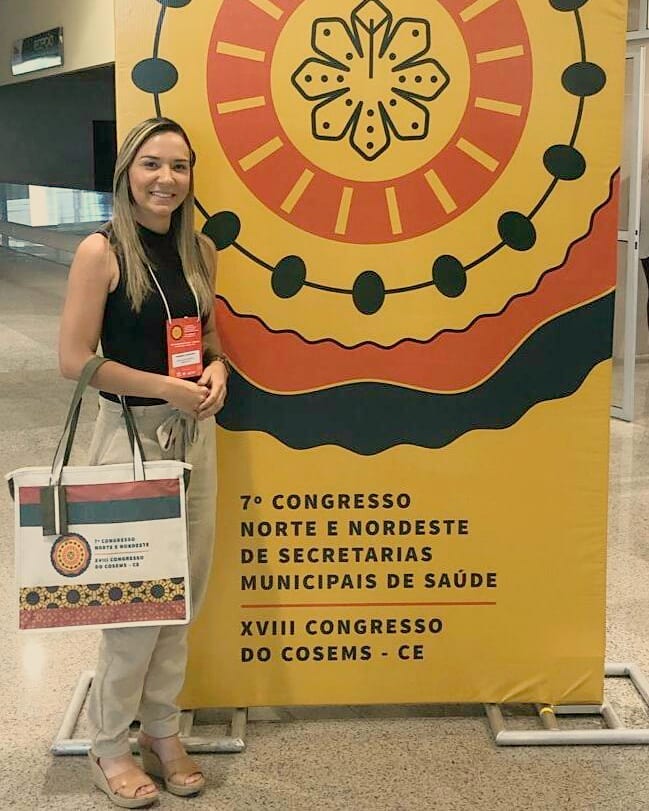 7º CONGRESSO
NORTE E NORDESTE
DE SECRETARIAS
MUNICIPAIS DE SAÚDE
XVIII CONGRESSO
DO COSEMS - CE
7º CONGRESSO
NORTE E NORDESTE
XVIII CONGRESSO
DO COSEMS - CE